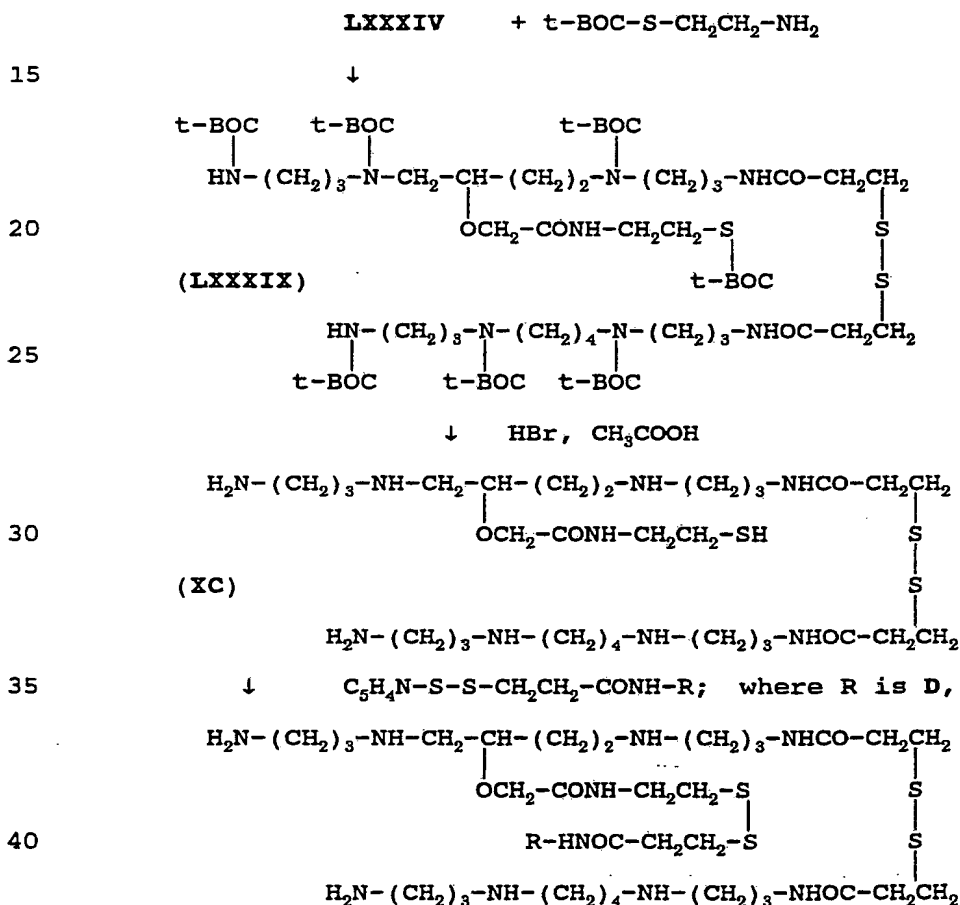 LXXXIV + t-BOC-S-CH₂CH₂-NH₂
15 ↓
t-BOC t-BOC t-BOC
HN-(CH₂)₃-N-CH₂-CH-(CH₂)₂-N-(CH₂)₃-NHCO-CH₂CH₂
20 OCH₂-CONH-CH₂CH₂-S S
(LXXXIX) t-BOC S
HN-(CH₂)₃-N-(CH₂)₄-N-(CH₂)₃-NHOC-CH₂CH₂
25
t-BOC t-BOC t-BOC
↓ HBr, CH₃COOH
H₂N-(CH₂)₃-NH-CH₂-CH-(CH₂)₂-NH-(CH₂)₃-NHCO-CH₂CH₂
30 OCH₂-CONH-CH₂CH₂-SH S
(XC) S
H₂N-(CH₂)₃-NH-(CH₂)₄-NH-(CH₂)₃-NHOC-CH₂CH₂
35 ↓ C₅H₄N-S-S-CH₂CH₂-CONH-R; where R is D,
H₂N-(CH₂)₃-NH-CH₂-CH-(CH₂)₂-NH-(CH₂)₃-NHCO-CH₂CH₂
OCH₂-CONH-CH₂CH₂-S S
40 R-HNOC-CH₂CH₂-S S
H₂N-(CH₂)₃-NH-(CH₂)₄-NH-(CH₂)₃-NHOC-CH₂CH₂